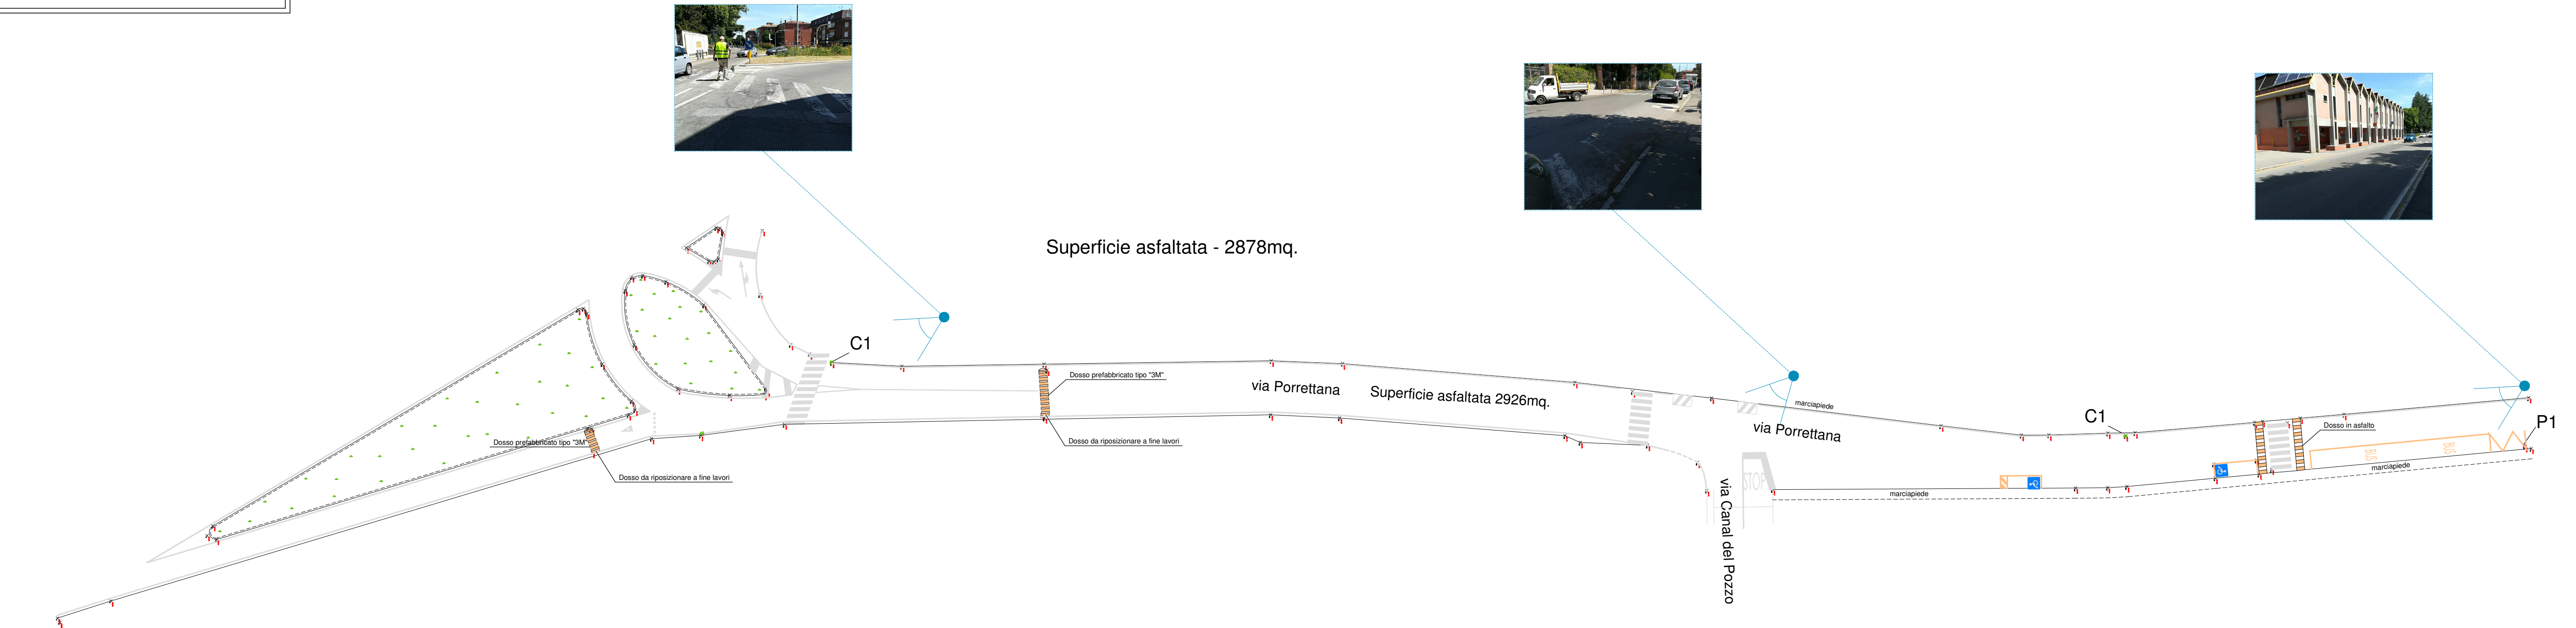 Superficie asfaltata - 2878mq.
C1
Dosso prefabbricato tipo "3M"
via Porrettana
Superficie asfaltata 2926mq.
marciapiede
C1
P1
Dosso in asfalto
via Porrettana
Dosso prefabbricato tipo "3M"
Dosso da riposizionare a fine lavori
BUS
BUS
marciapiede
Dosso da riposizionare a fine lavori
STOP
marciapiede
via Canal del Pozzo